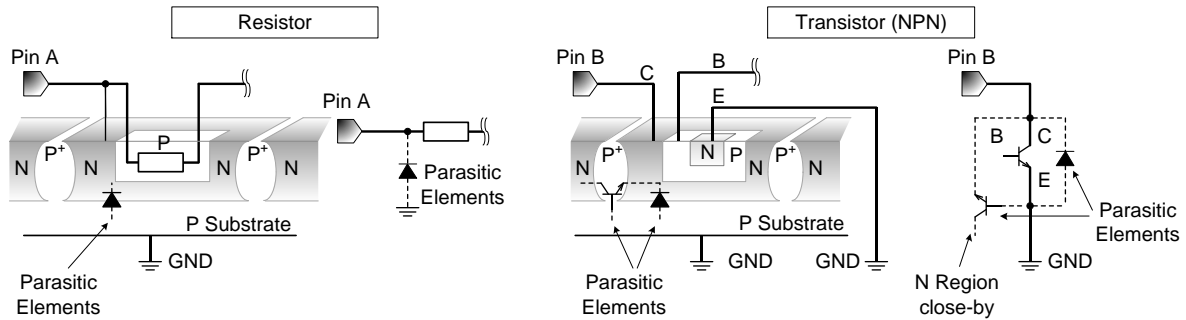 Resistor
Transistor (NPN)
Pin A
Pin A
P
N
P+
N
N
P+
N
Parasitic
Elements
P Substrate
GND
Parasitic
Elements
Pin B
C
B
E
N
P+
N
N
P
N
P+
N
P Substrate
GND
GND
Parasitic
Elements
Pin B
B
C
E
Parasitic
Elements
GND
N Region
close-by